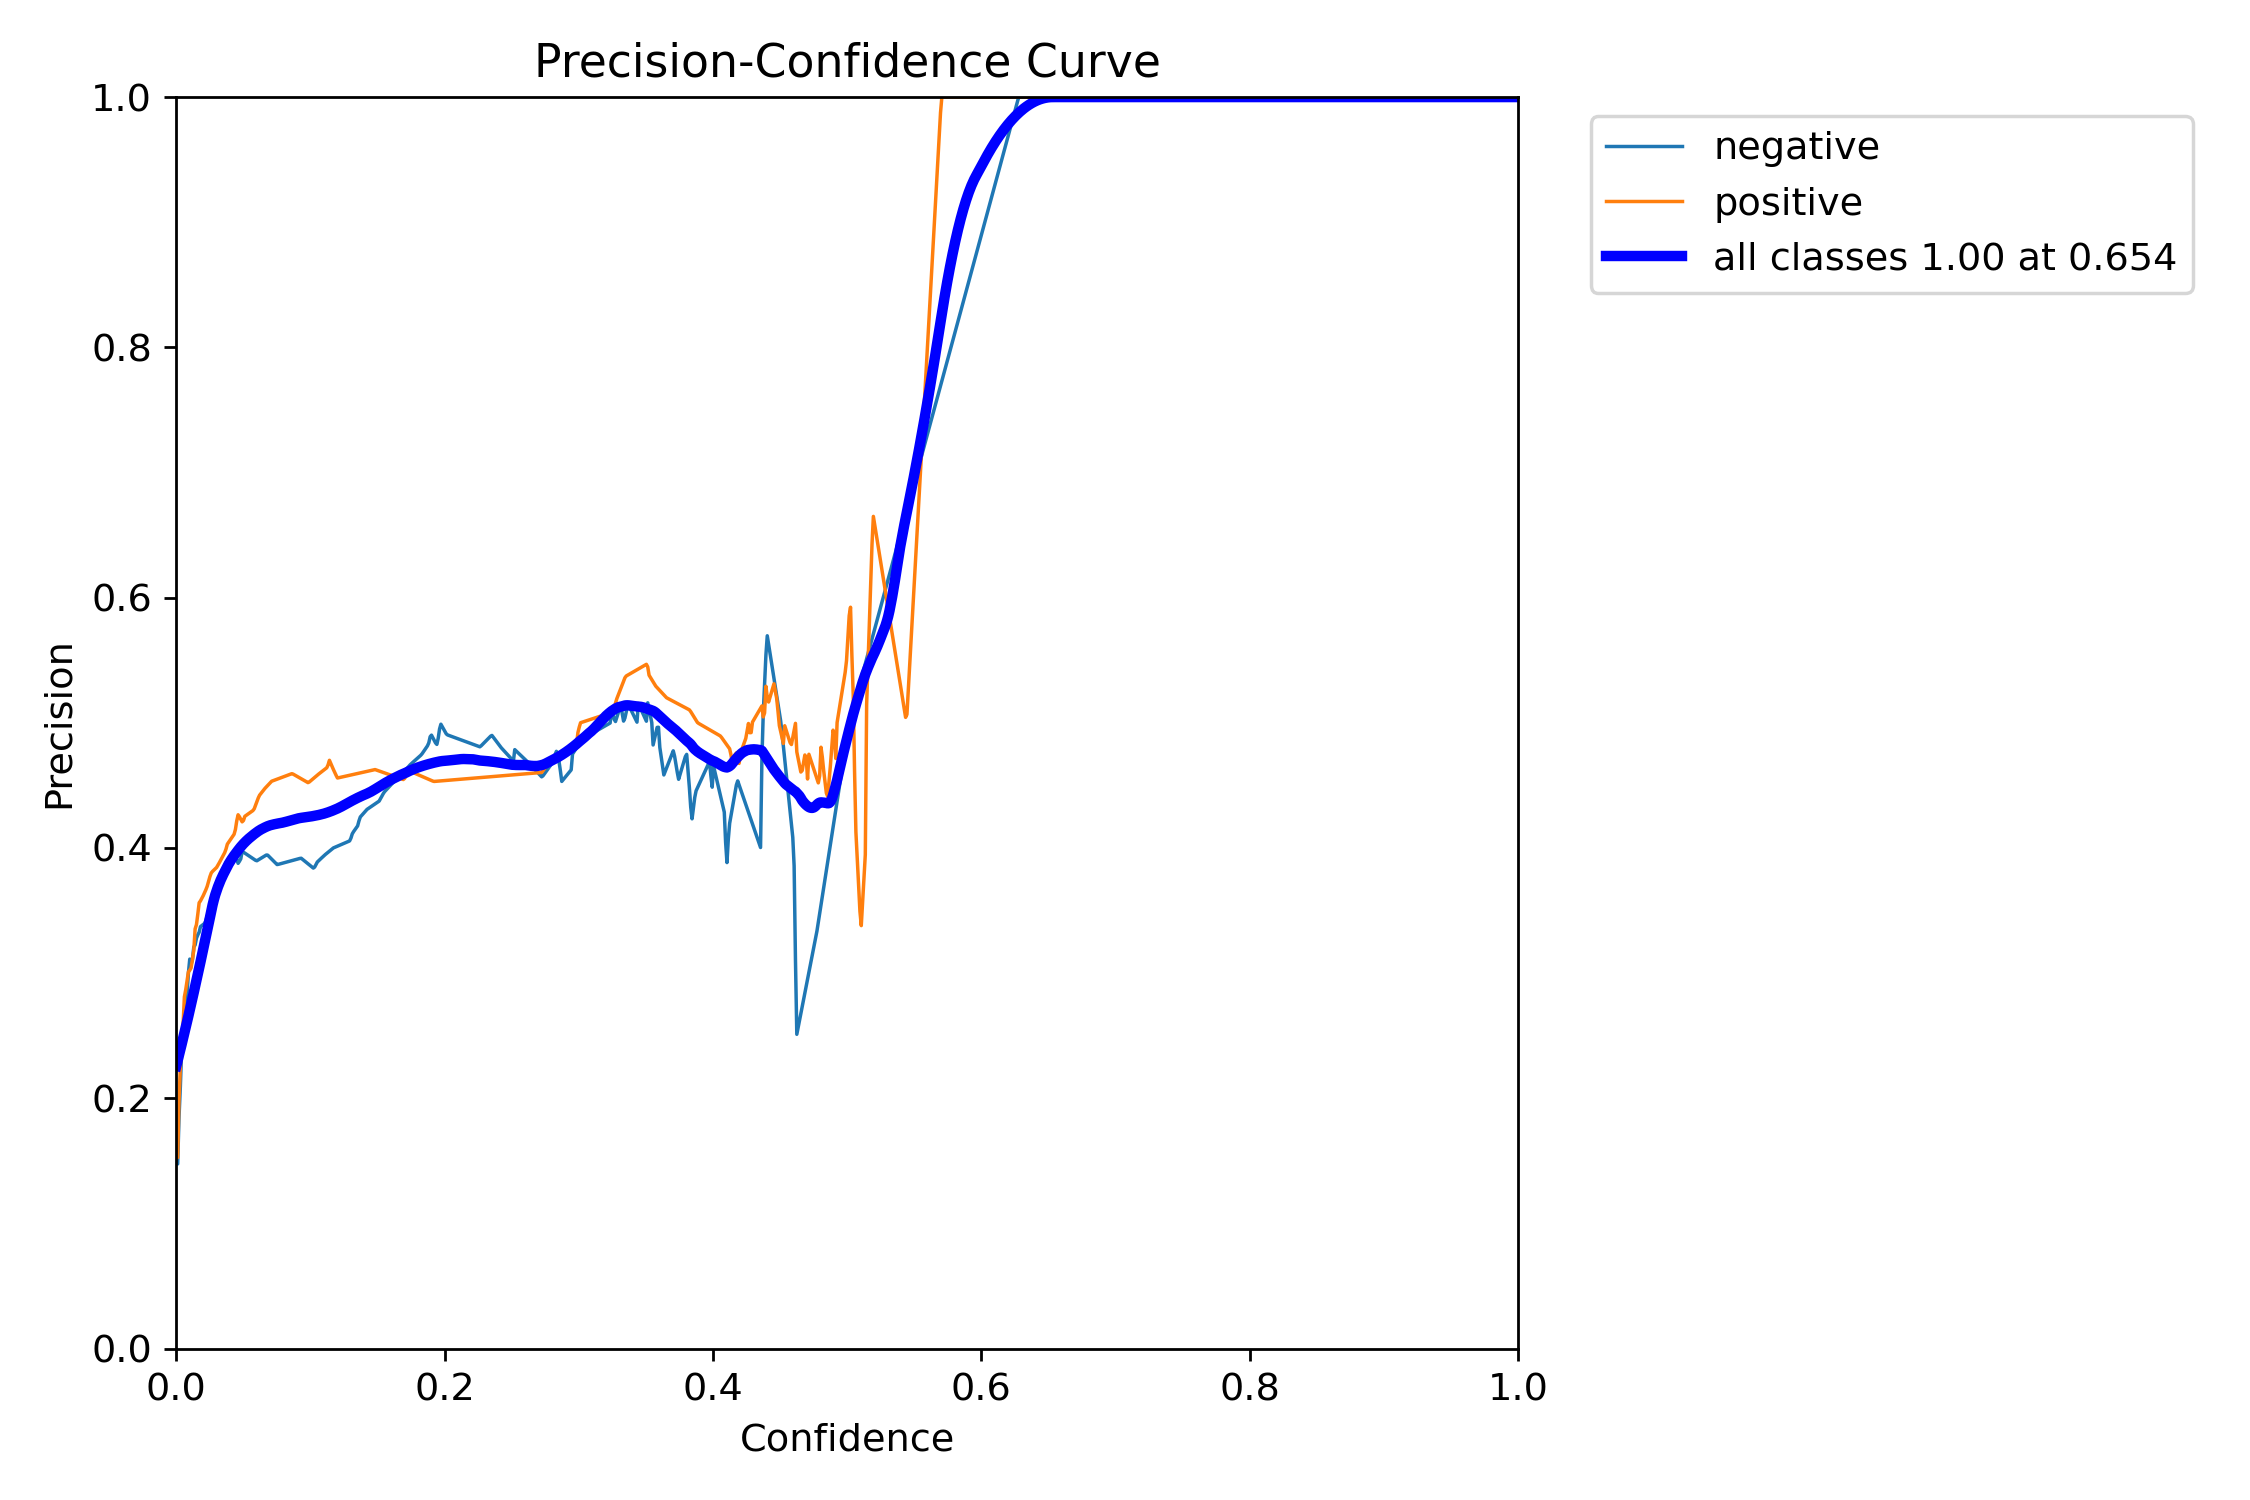 Precision-Confidence Curve
1.0
0.8
0.6
0.4
0.2
0.0
Precision
0.0 0.2 0.4 0.6 0.8 1.0
Confidence
negative
positive
all classes 1.00 at 0.654